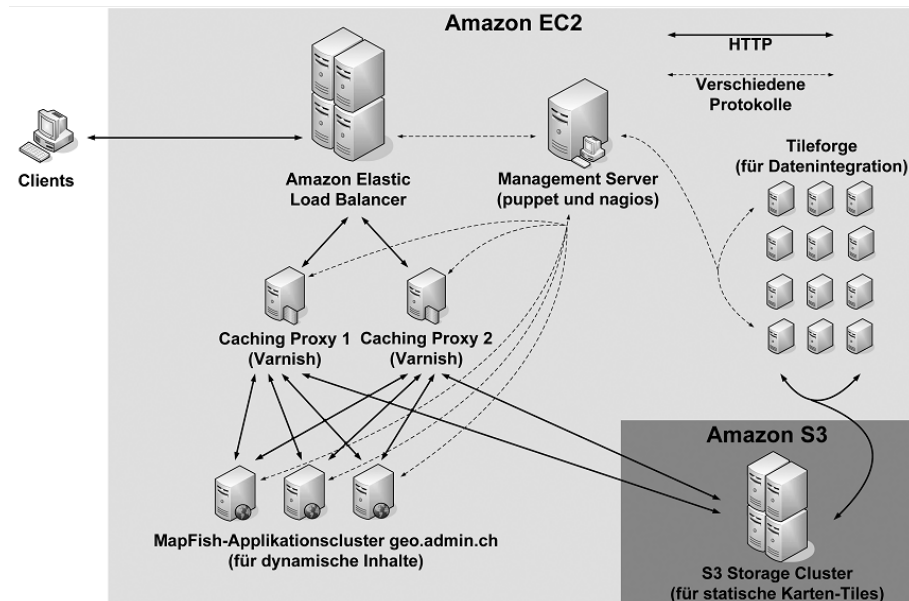 Amazon EC2
HTTP
Verschiedene
Protokolle
Clients
Amazon Elastic
Load Balancer
Management Server
(puppet und nagios)
Tileforge
(für Datenintegration)
Caching Proxy 1
(Varnish)
Caching Proxy 2
(Varnish)
Amazon S3
MapFish-Applikationscluster geo.admin.ch
(für dynamische Inhalte)
S3 Storage Cluster
(für statische Karten-Tiles)